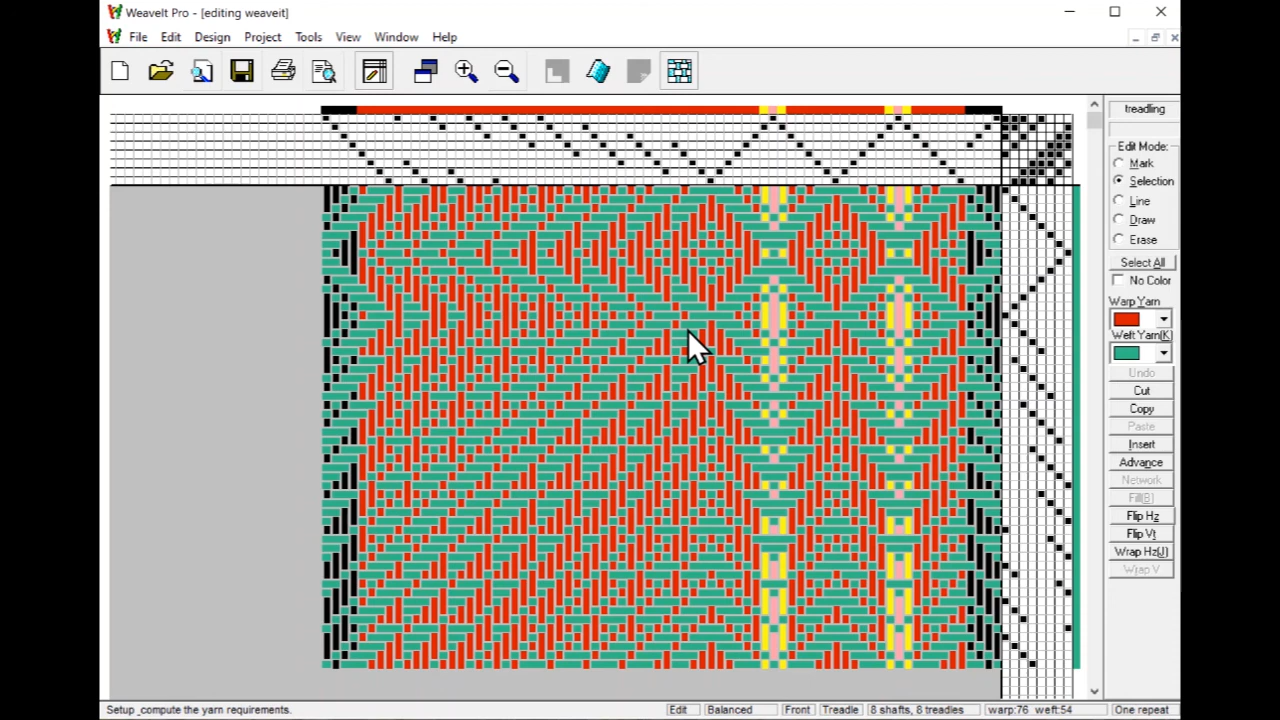 WeaveIt Pro - [editing weaveit]
File Edit Design Project Tools View Window Help
treadling
Edit Mode:
Mark
Selection
Line
Draw
Erase
Select All
No Color
Warp Yarn
Weft Yarn(K)
Undo
Cut
Copy
Paste
Insert
Advance
Network
Fill(B)
Flip Hz
Flip Vt
Wrap Hz(J)
Wrap V
Setup ,compute the yarn requirements. Edit Balanced Front Treadle 8 shafts, 8 treadles warp:76 weft:54 One repeat